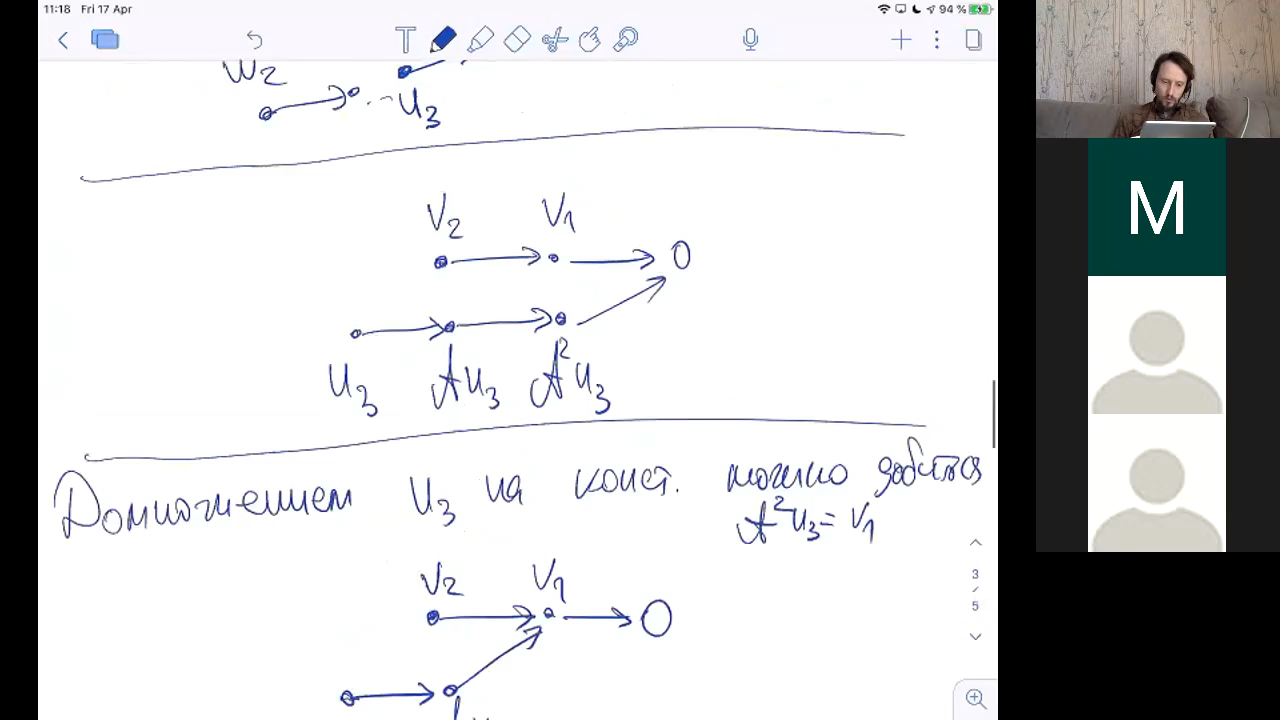 11:18 Fri 17 Apr
94 %
T
W2
U3
V2 V1
0
U3 AU3 A²U3
M
Домножением U3 на конст. можно добиться
A²U3 = V1
V2 V1
0
3
5